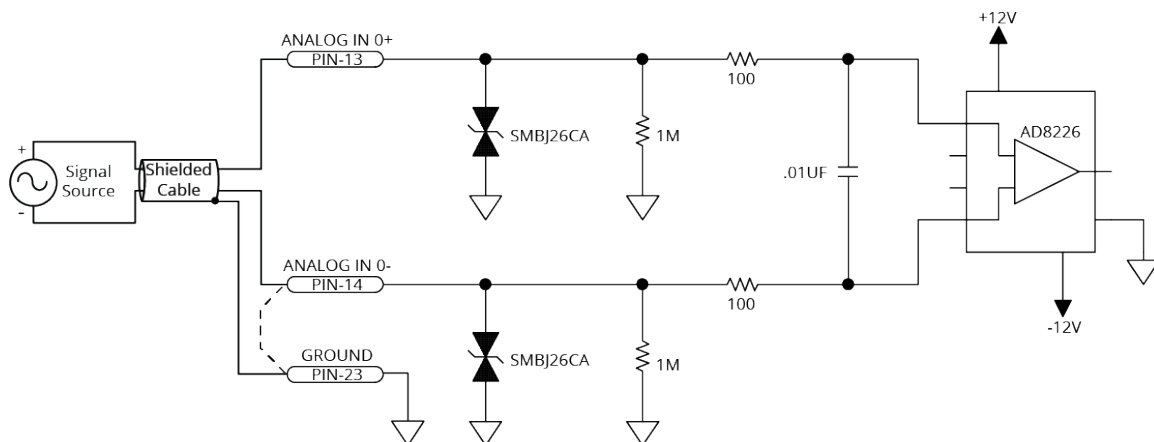 +12V
ANALOG IN 0+
PIN-13
100
AD8226
SMBJ26CA
1M
+
Signal
Source
-
Shielded
Cable
.01UF
ANALOG IN 0-
PIN-14
100
-12V
SMBJ26CA
1M
GROUND
PIN-23